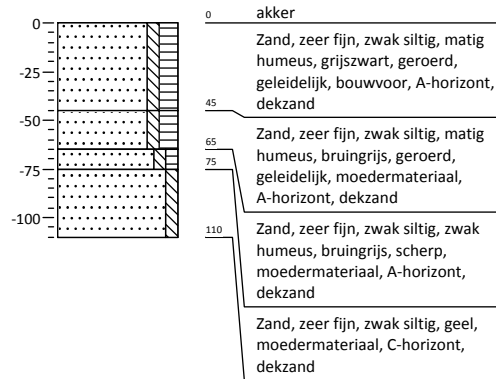 0
akker
0
-25
-50
-75
-100
Zand, zeer fijn, zwak siltig, matig
humeus, grijszwart, geroerd,
geleidelijk, bouwvoor, A-horizont,
dekzand
45
Zand, zeer fijn, zwak siltig, matig
humeus, bruingrijs, geroerd,
geleidelijk, moedermateriaal,
A-horizont, dekzand
65
Zand, zeer fijn, zwak siltig, zwak
humeus, bruingrijs, scherp,
moedermateriaal, A-horizont,
dekzand
75
Zand, zeer fijn, zwak siltig, geel,
moedermateriaal, C-horizont,
dekzand
110